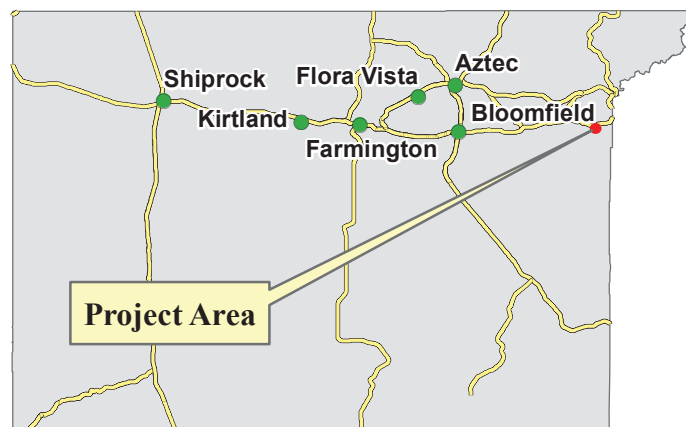 Aztec
Flora Vista
Shiprock
Bloomfield
Kirtland
Farmington
Project Area